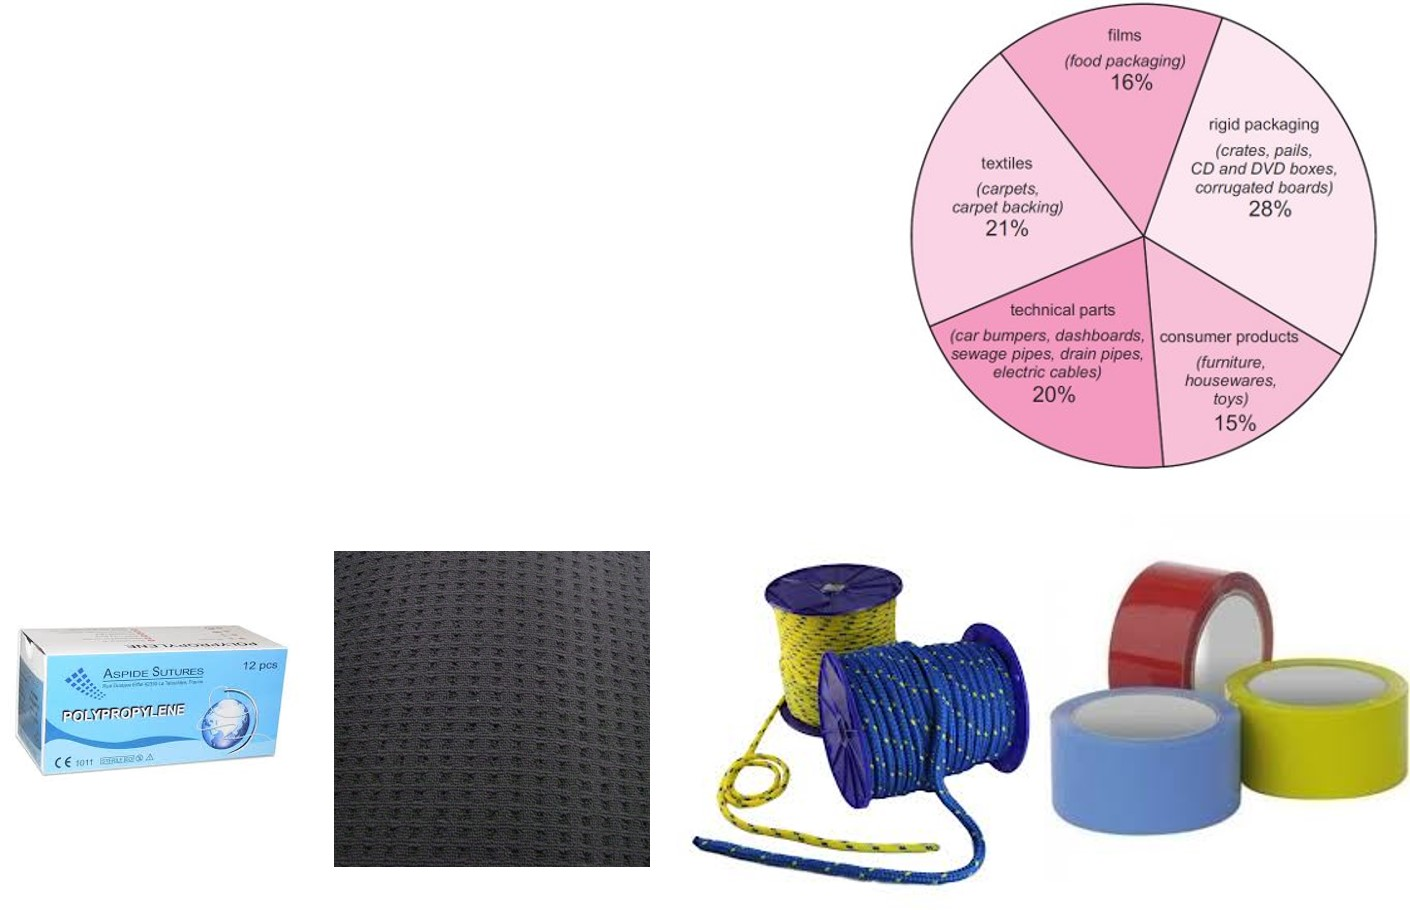 films
(food packaging)
16%
rigid packaging
(crates, pails,
CD and DVD boxes,
corrugated boards)
28%
textiles
(carpets,
carpet backing)
21%
technical parts
(car bumpers, dashboards,
sewage pipes, drain pipes,
electric cables)
20%
consumer products
(furniture,
housewares,
toys)
15%
POLYPROPYLENE
12 pcs
ASPIDE SUTURES
POLYPROPYLENE
CE 1011